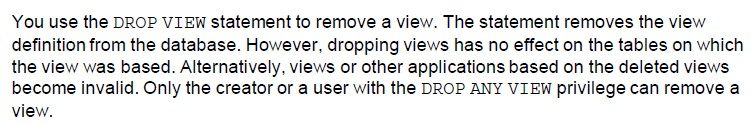 You use the DROP VIEW statement to remove a view. The statement removes the view
definition from the database. However, dropping views has no effect on the tables on which
the view was based. Alternatively, views or other applications based on the deleted views
become invalid. Only the creator or a user with the DROP ANY VIEW privilege can remove a
view.